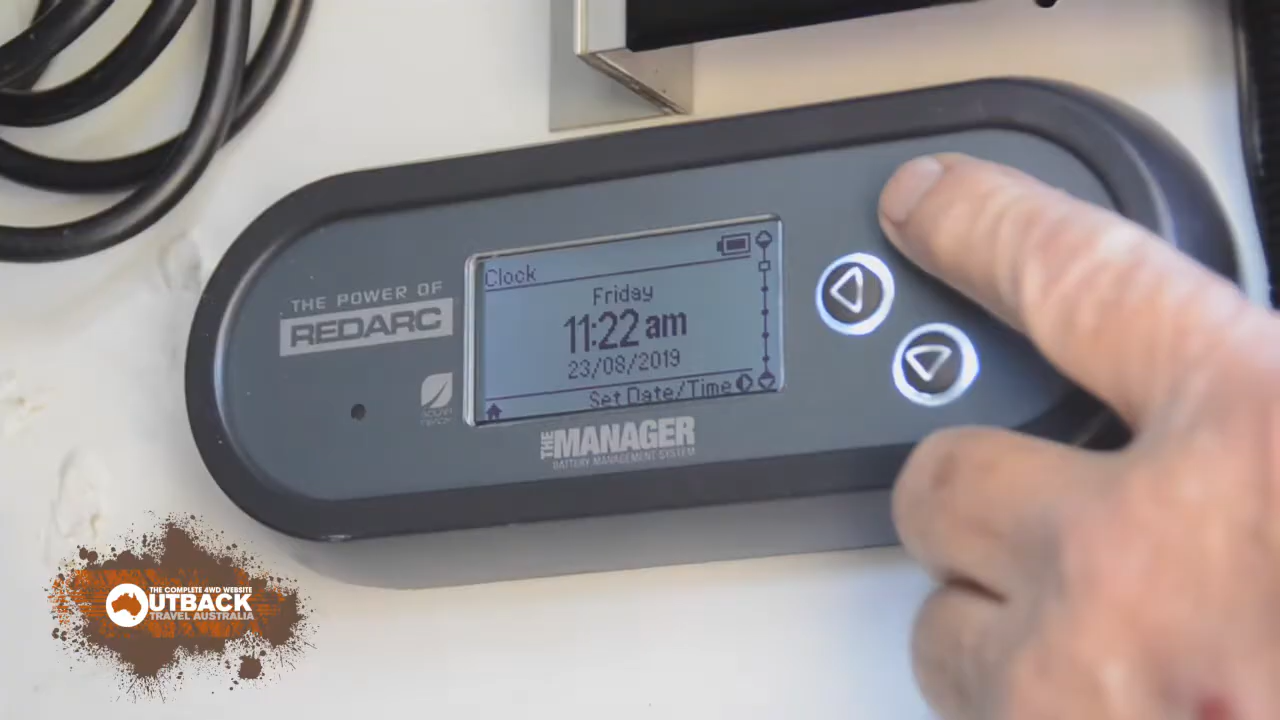 THE POWER OF
REDARC
Clock
Friday
11:22 am
23/08/2019
Set Date/Time
THE MANAGER
BATTERY MANAGEMENT SYSTEM
THE COMPLETE 4WD WEBSITE
OUTBACK
TRAVEL AUSTRALIA